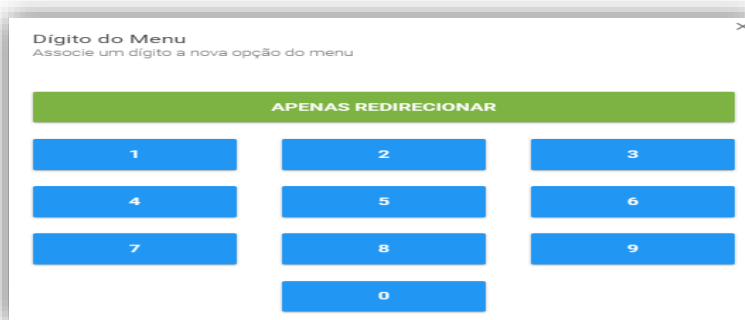 Dígito do Menu
Associe um dígito a nova opção do menu
APENAS REDIRECIONAR
1 2 3
4 5 6
7 8 9
0